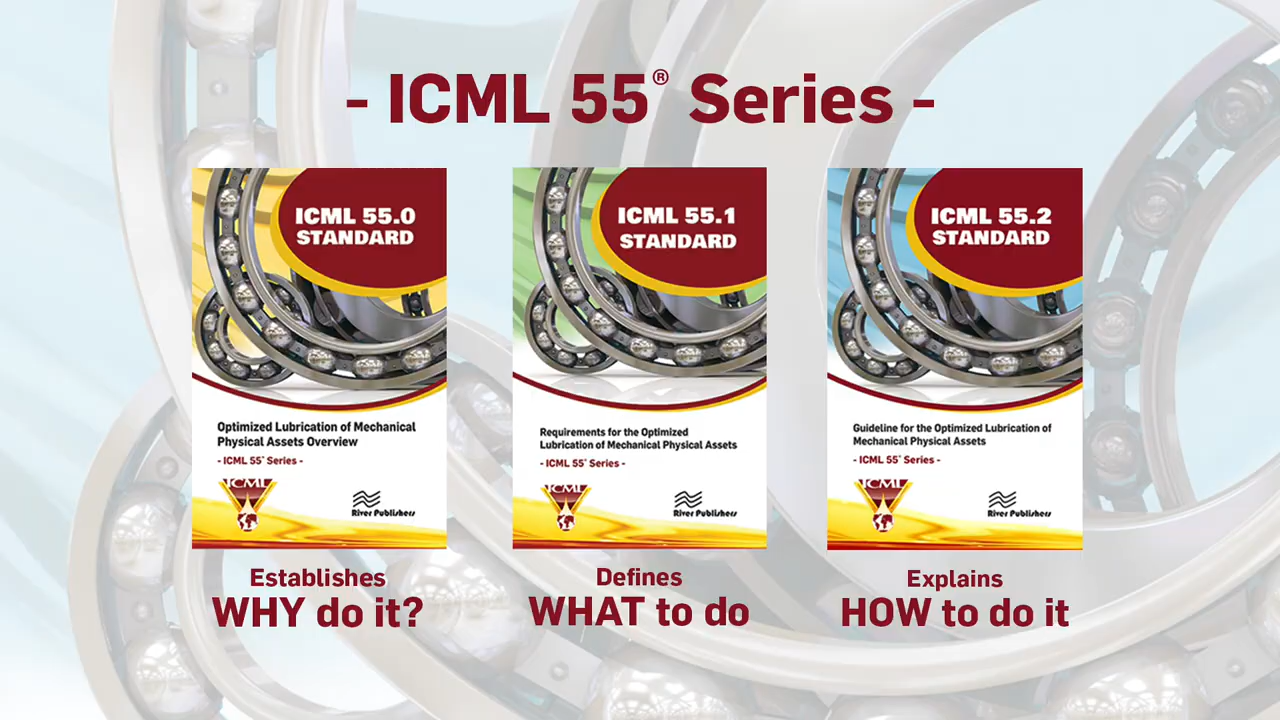 - ICML 55® Series -
ICML 55.0
STANDARD
Optimized Lubrication of Mechanical
Physical Assets Overview
- ICML 55® Series -
ICML
River Publishers
Establishes
WHY do it?
ICML 55.1
STANDARD
Requirements for the Optimized
Lubrication of Mechanical Physical Assets
- ICML 55® Series -
ICML
River Publishers
Defines
WHAT to do
ICML 55.2
STANDARD
Guideline for the Optimized Lubrication of
Mechanical Physical Assets
- ICML 55® Series -
ICML
River Publishers
Explains
HOW to do it